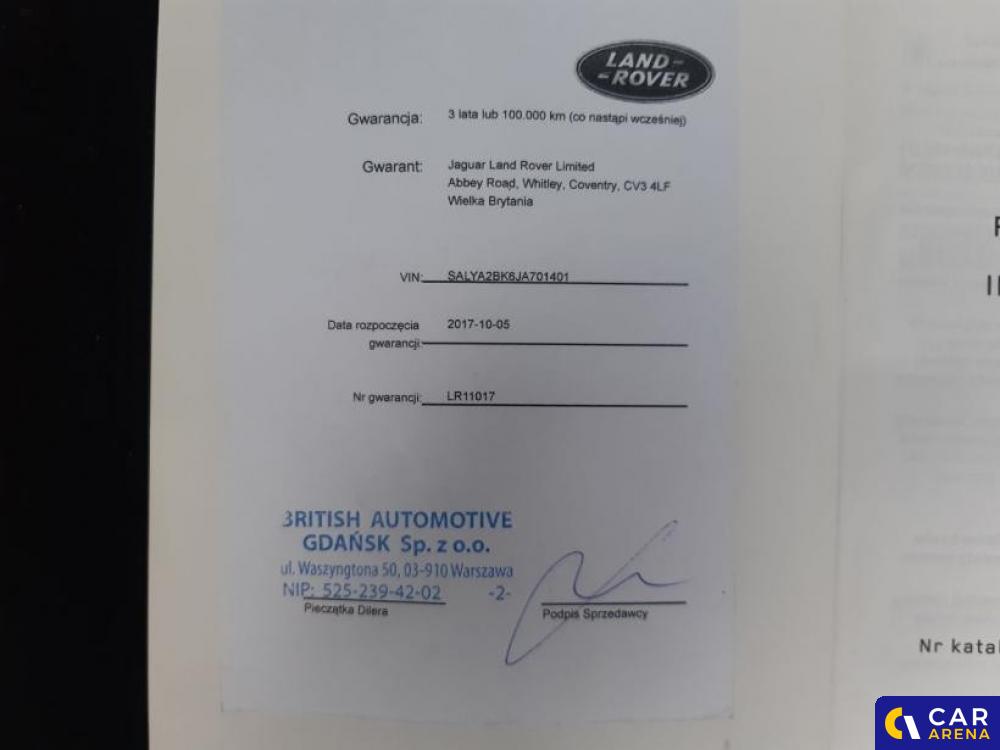 LAND-
-ROVER
Gwarancja: 3 lata lub 100.000 km (co nastąpi wcześniej)
Gwarant: Jaguar Land Rover Limited
Abbey Road, Whitley, Coventry, CV3 4LF
Wielka Brytania
VIN: SALYA2BK6JA701401
Data rozpoczęcia 2017-10-05
gwarancji:
Nr gwarancji: LR11017
BRITISH AUTOMOTIVE
GDAŃSK Sp. z o.o.
ul. Waszyngtona 50, 03-910 Warszawa
NIP: 525-239-42-02 -2-
Pieczątka Dilera
Podpis Sprzedawcy
Nr katal
CAR
ARENA